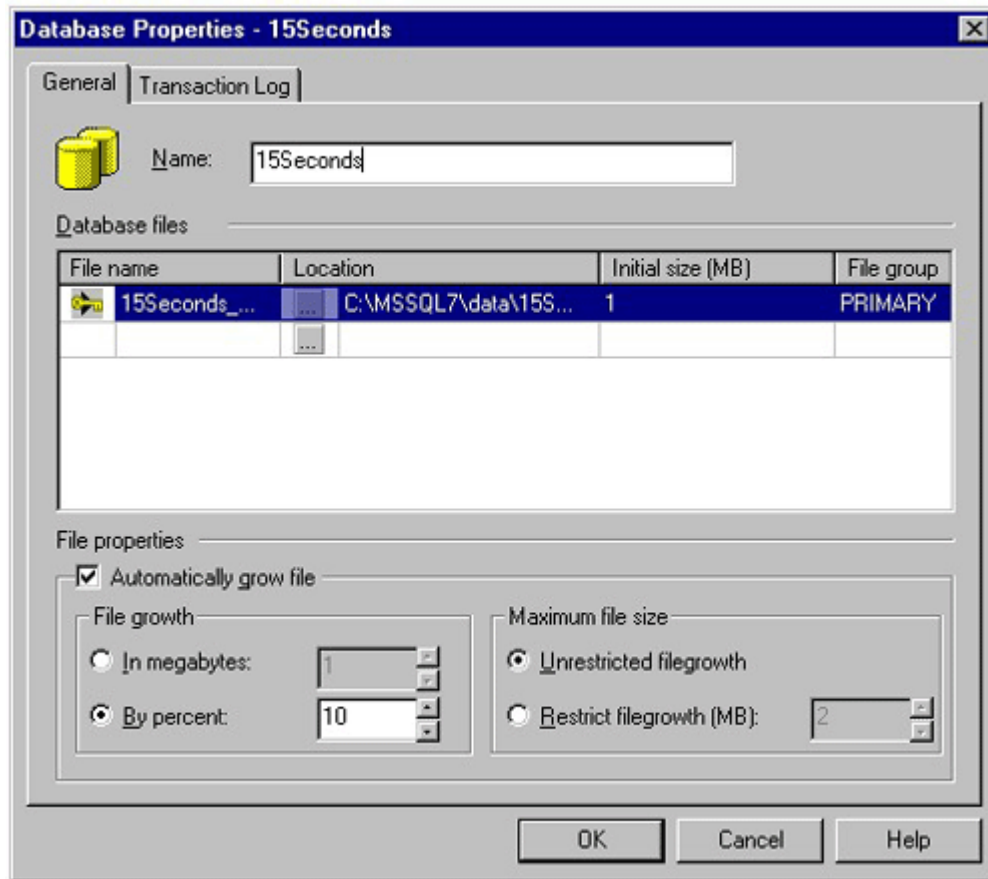 Database Properties - 15Seconds
General Transaction Log
Name: 15Seconds
Database files
File name Location Initial size (MB) File group
15Seconds_... ... C:\MSSQL7\data\15S... 1 PRIMARY
...
File properties
Automatically grow file
File growth Maximum file size
In megabytes: 1 Unrestricted filegrowth
By percent: 10 Restrict filegrowth (MB): 2
OK Cancel Help